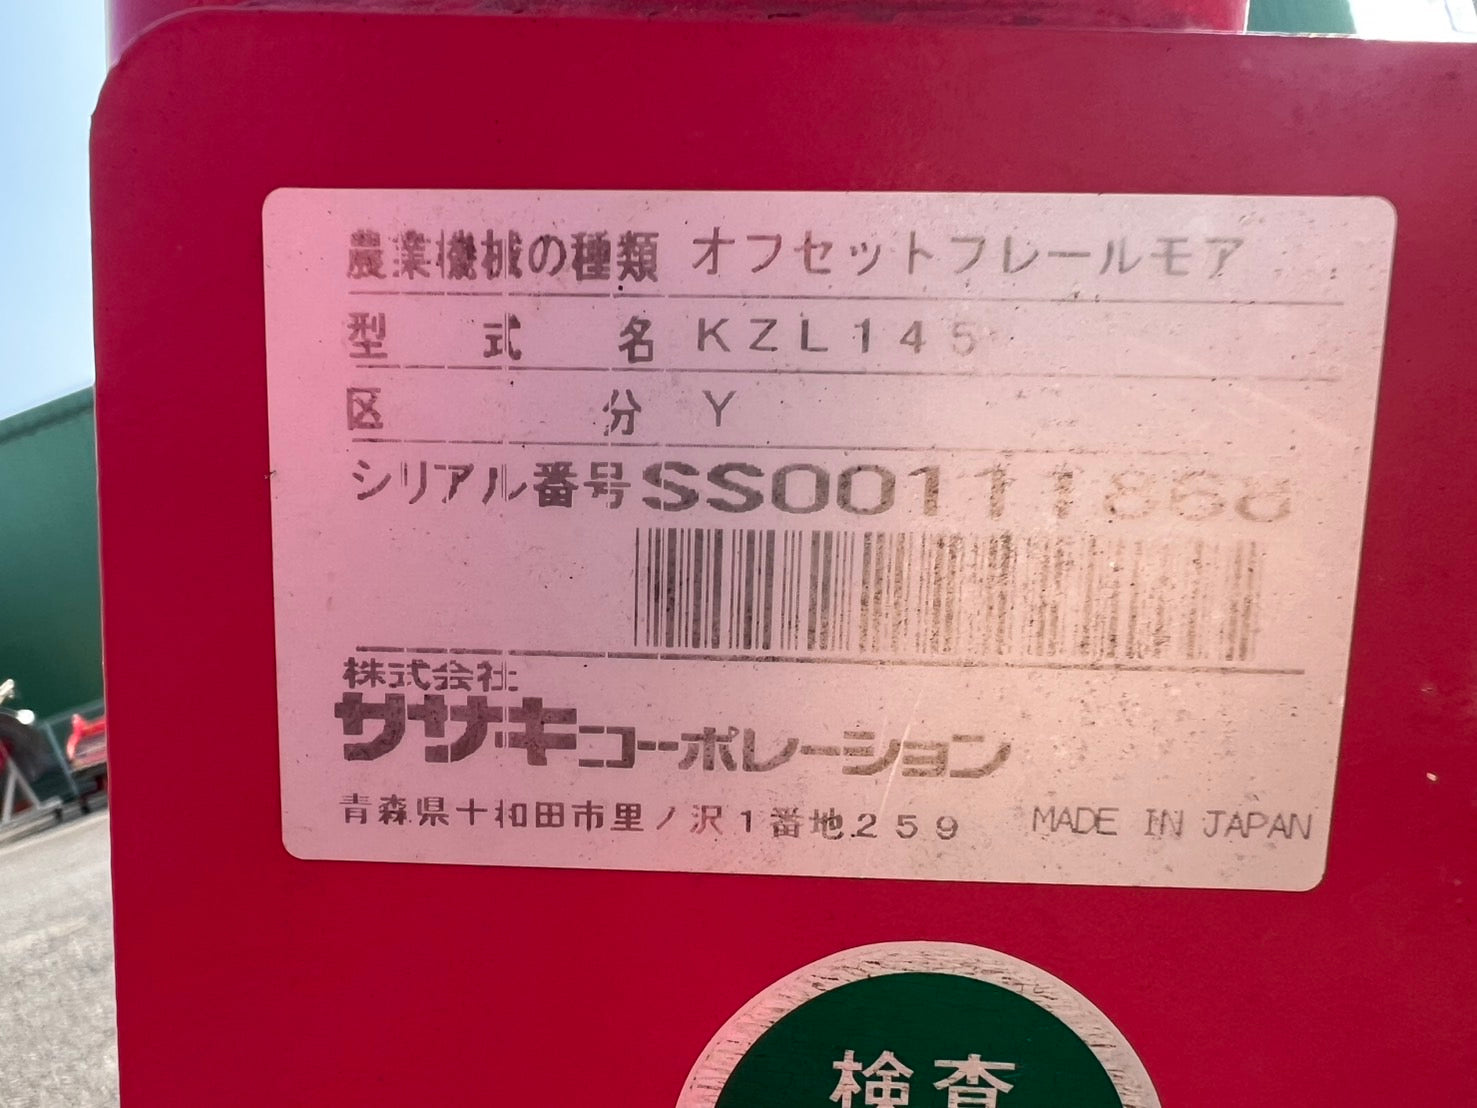 農業機械の種類 オフセットフレールモア
型式名 KZL145
区分 Y
シリアル番号 SS00111868
株式会社
ササキコーポレーション
青森県十和田市里ノ沢1番地259 MADE IN JAPAN
検査